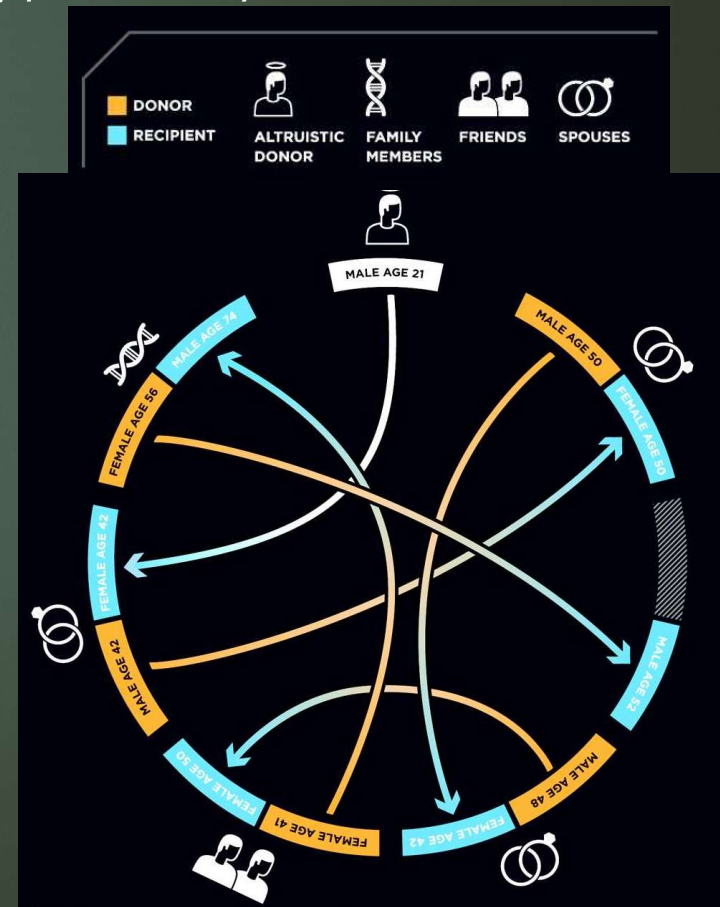 DONOR
RECIPIENT
ALTRUISTIC
DONOR
FAMILY
MEMBERS
FRIENDS
SPOUSES
MALE AGE 21
MALE AGE 74
FEMALE AGE 56
FEMALE AGE 42
MALE AGE 42
FEMALE AGE 50
FEMALE AGE 41
FEMALE AGE 42
MALE AGE 48
MALE AGE 52
FEMALE AGE 50
MALE AGE 50